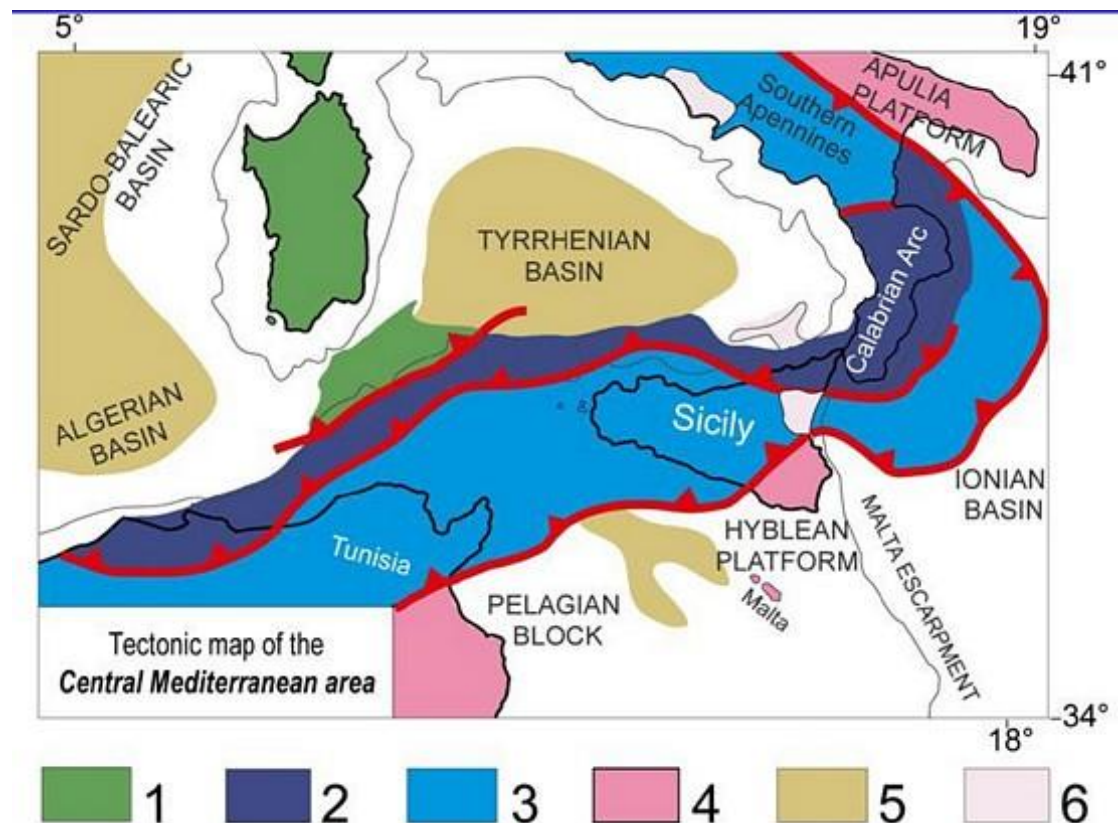 5°
19°
41°
SARDO-BALEARIC
BASIN
Southern
Apennines
APULIA
PLATFORM
TYRRHENIAN
BASIN
Calabrian Arc
ALGERIAN
BASIN
Sicily
IONIAN
BASIN
Tunisia
HYBLEAN
PLATFORM
MALTA ESCARPMENT
Malta
PELAGIAN
BLOCK
Tectonic map of the
Central Mediterranean area
34°
18°
1 2 3 4 5 6